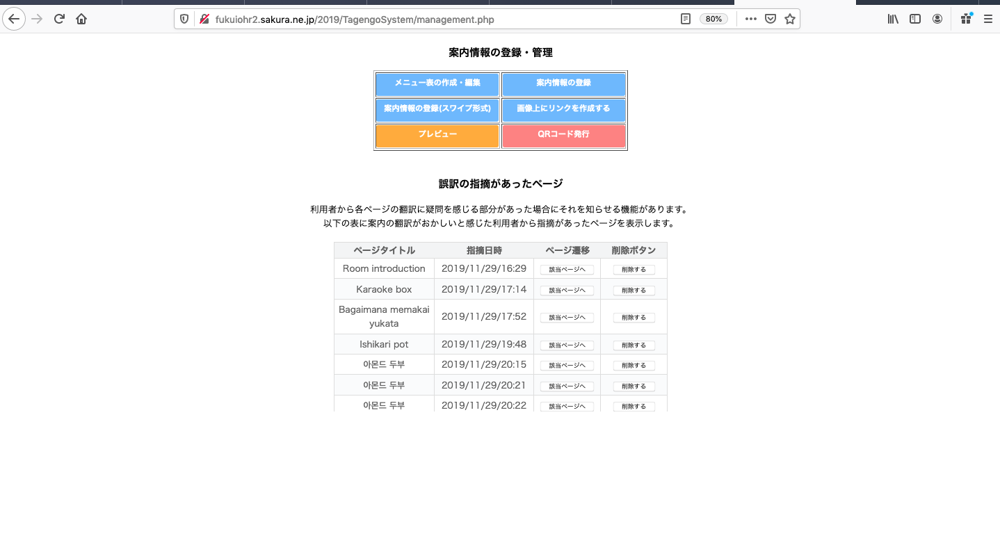 fukuiohr2.sakura.ne.jp/2019/TagengoSystem/management.php
80%
案内情報の登録・管理
メニュー表の作成・編集 案内情報の登録
案内情報の登録(スワイプ形式) 画像上にリンクを作成する
プレビュー QRコード発行
誤訳の指摘があったページ
利用者から各ページの翻訳に疑問を感じる部分があった場合にそれを知らせる機能があります。
以下の表に案内の翻訳がおかしいと感じた利用者から指摘があったページを表示します。
ページタイトル 指摘日時 ページ遷移 削除ボタン
Room introduction 2019/11/29/16:29 該当ページへ 削除する
Karaoke box 2019/11/29/17:14 該当ページへ 削除する
Bagaimana memakai
yukata 2019/11/29/17:52 該当ページへ 削除する
Ishikari pot 2019/11/29/19:48 該当ページへ 削除する
아몬드 두부 2019/11/29/20:15 該当ページへ 削除する
아몬드 두부 2019/11/29/20:21 該当ページへ 削除する
아몬드 두부 2019/11/29/20:22 該当ページへ 削除する